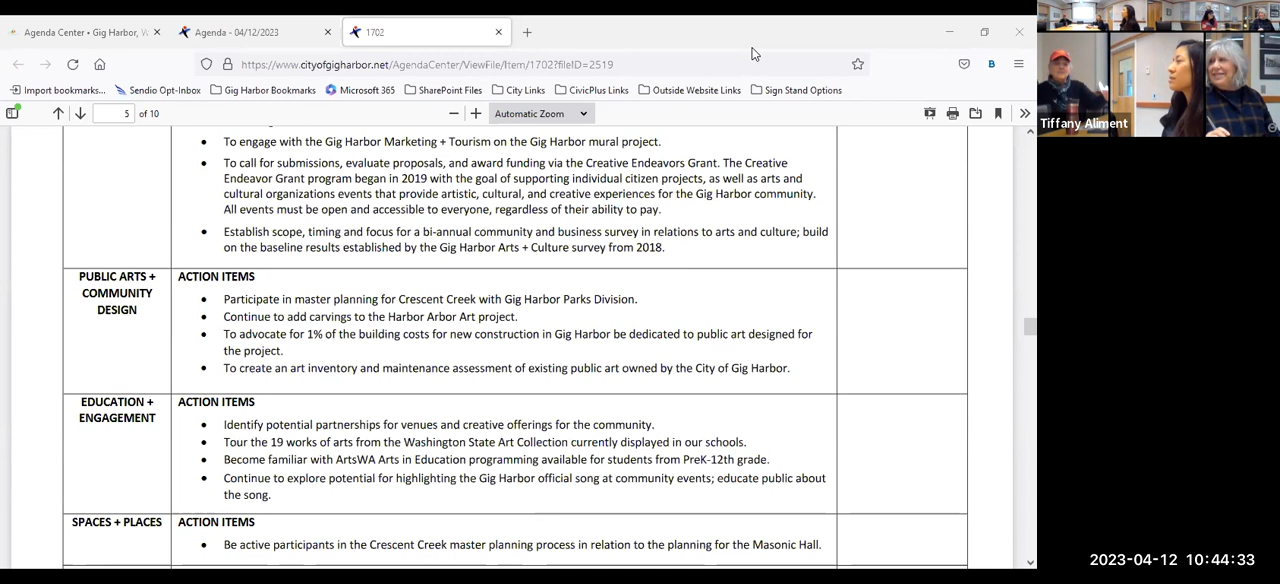 Agenda Center • Gig Harbor, V
Agenda - 04/12/2023
1702
https://www.cityofgigharbor.net/AgendaCenter/ViewFile/Item/1702?fileID=2519
Import bookmarks...
Sendio Opt-Inbox
Gig Harbor Bookmarks
Microsoft 365
SharePoint Files
City Links
CivicPlus Links
Outside Website Links
Sign Stand Options
5 of 10
Automatic Zoom
• To engage with the Gig Harbor Marketing + Tourism on the Gig Harbor mural project.
• To call for submissions, evaluate proposals, and award funding via the Creative Endeavors Grant. The Creative
Endeavor Grant program began in 2019 with the goal of supporting individual citizen projects, as well as arts and
cultural organizations events that provide artistic, cultural, and creative experiences for the Gig Harbor community.
All events must be open and accessible to everyone, regardless of their ability to pay.
• Establish scope, timing and focus for a bi-annual community and business survey in relations to arts and culture; build
on the baseline results established by the Gig Harbor Arts + Culture survey from 2018.
PUBLIC ARTS +
COMMUNITY
DESIGN
ACTION ITEMS
• Participate in master planning for Crescent Creek with Gig Harbor Parks Division.
• Continue to add carvings to the Harbor Arbor Art project.
• To advocate for 1% of the building costs for new construction in Gig Harbor be dedicated to public art designed for
the project.
• To create an art inventory and maintenance assessment of existing public art owned by the City of Gig Harbor.
EDUCATION +
ENGAGEMENT
ACTION ITEMS
• Identify potential partnerships for venues and creative offerings for the community.
• Tour the 19 works of arts from the Washington State Art Collection currently displayed in our schools.
• Become familiar with ArtsWA Arts in Education programming available for students from PreK-12th grade.
• Continue to explore potential for highlighting the Gig Harbor official song at community events; educate public about
the song.
SPACES + PLACES
ACTION ITEMS
• Be active participants in the Crescent Creek master planning process in relation to the planning for the Masonic Hall.
Tiffany Aliment
2023-04-12 10:44:33